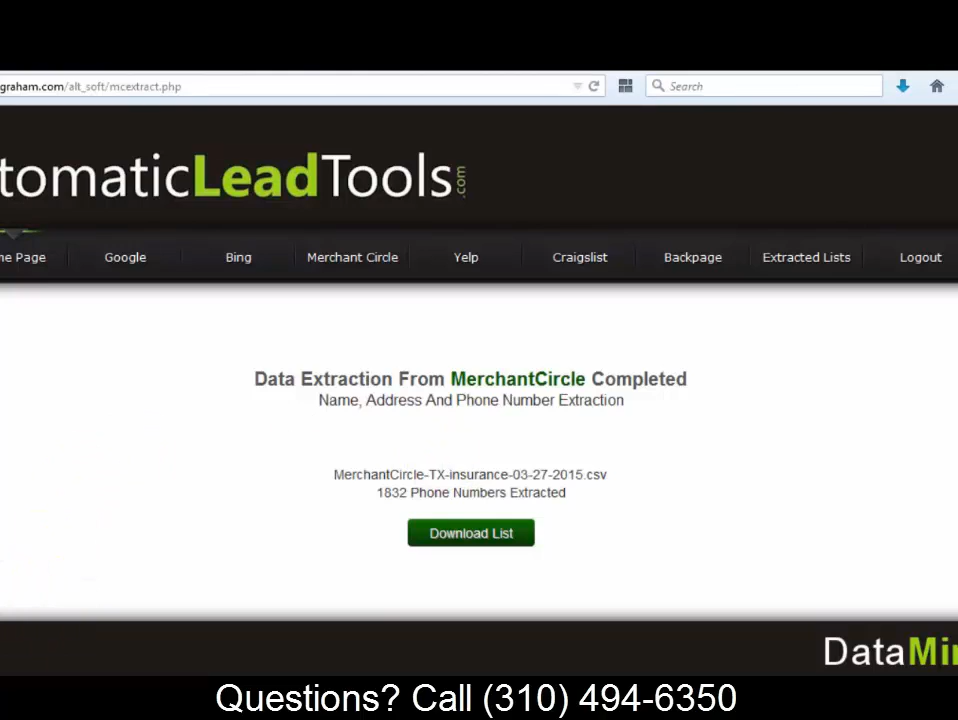 graham.com/alt_soft/mcextract.php
Search
tomaticLeadTools.com
me Page Google Bing Merchant Circle Yelp Craigslist Backpage Extracted Lists Logout
Data Extraction From MerchantCircle Completed
Name, Address And Phone Number Extraction
MerchantCircle-TX-insurance-03-27-2015.csv
1832 Phone Numbers Extracted
Download List
DataMin
Questions? Call (310) 494-6350